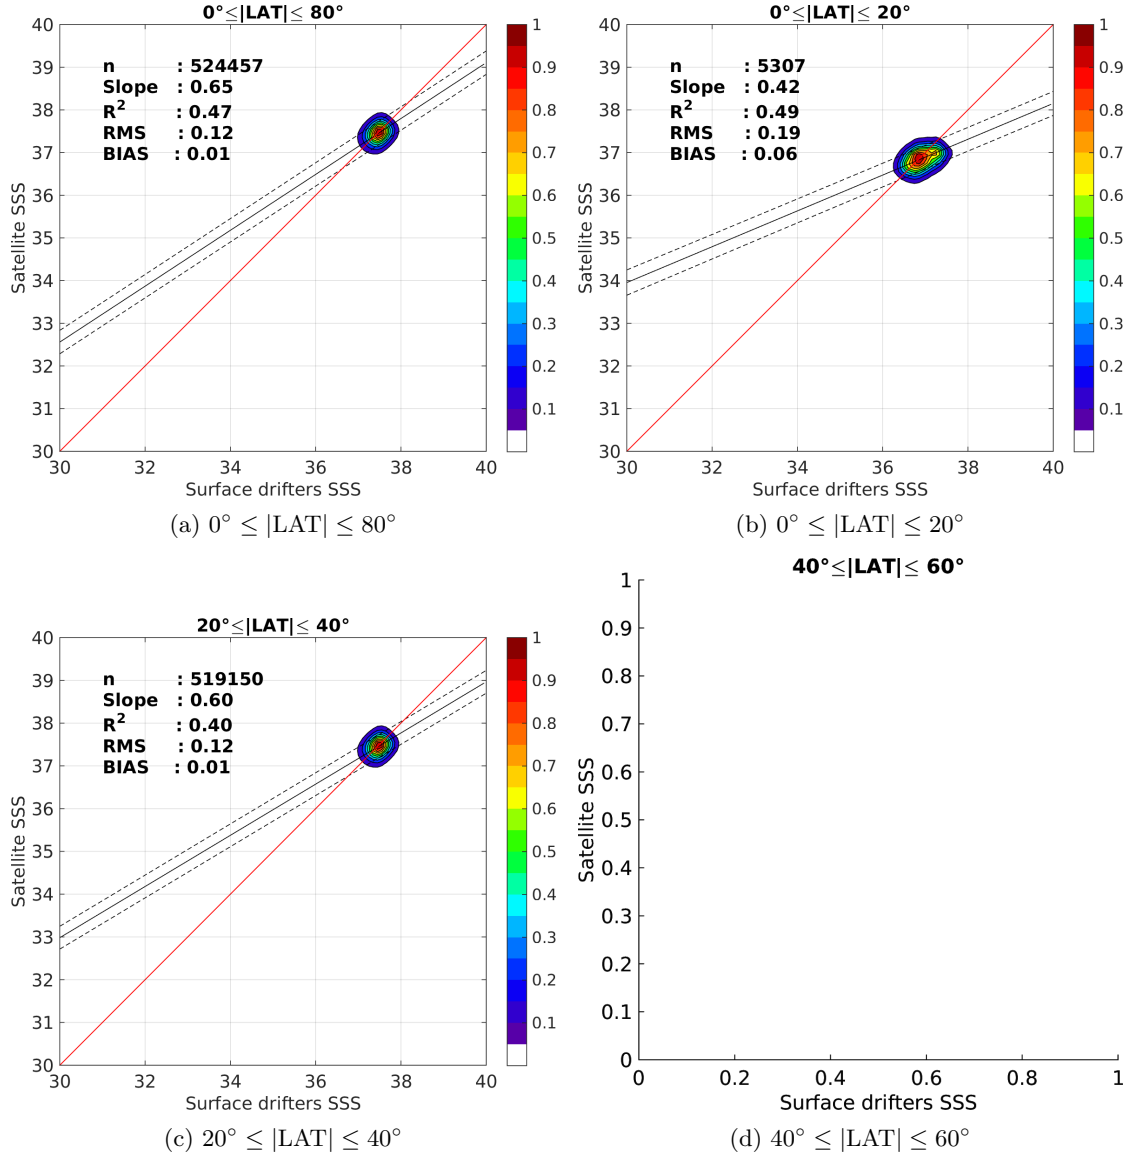 0°≤|LAT|≤ 80°
40
39
38
37
36
35
34
33
32
31
30
Satellite SSS
n : 524457
Slope : 0.65
R² : 0.47
RMS : 0.12
BIAS : 0.01
30 32 34 36 38 40
Surface drifters SSS
1
0.9
0.8
0.7
0.6
0.5
0.4
0.3
0.2
0.1
(a) 0° ≤ |LAT| ≤ 80°
0°≤|LAT|≤ 20°
40
39
38
37
36
35
34
33
32
31
30
Satellite SSS
n : 5307
Slope : 0.42
R² : 0.49
RMS : 0.19
BIAS : 0.06
30 32 34 36 38 40
Surface drifters SSS
1
0.9
0.8
0.7
0.6
0.5
0.4
0.3
0.2
0.1
(b) 0° ≤ |LAT| ≤ 20°
20°≤|LAT|≤ 40°
40
39
38
37
36
35
34
33
32
31
30
Satellite SSS
n : 519150
Slope : 0.60
R² : 0.40
RMS : 0.12
BIAS : 0.01
30 32 34 36 38 40
Surface drifters SSS
1
0.9
0.8
0.7
0.6
0.5
0.4
0.3
0.2
0.1
(c) 20° ≤ |LAT| ≤ 40°
40°≤|LAT|≤ 60°
1
0.9
0.8
0.7
0.6
0.5
0.4
0.3
0.2
0.1
0
Satellite SSS
0 0.2 0.4 0.6 0.8 1
Surface drifters SSS
(d) 40° ≤ |LAT| ≤ 60°